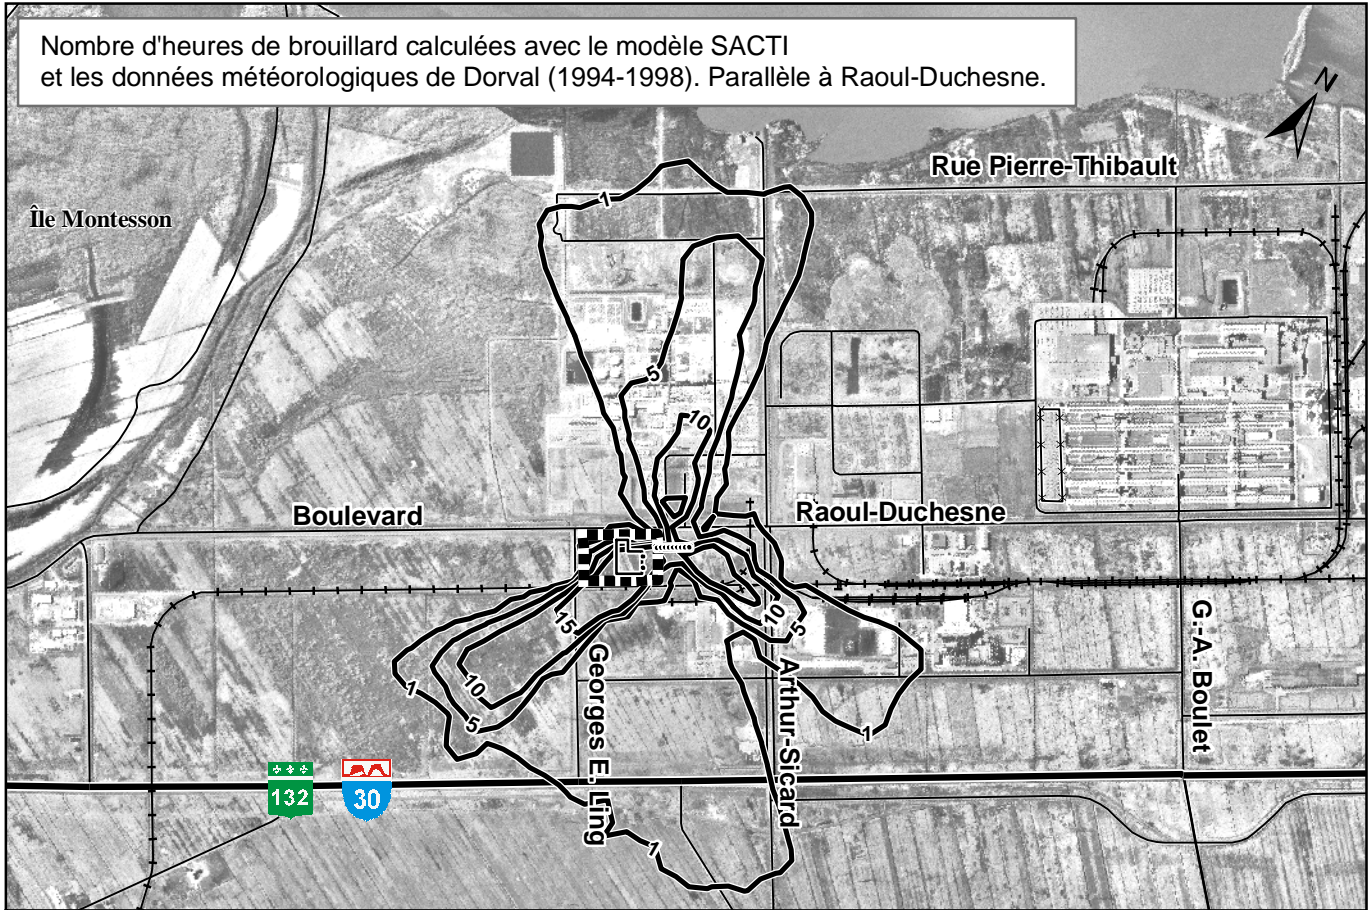 Nombre d'heures de brouillard calculées avec le modèle SACTI
et les données météorologiques de Dorval (1994-1998). Parallèle à Raoul-Duchesne.
N
Rue Pierre-Thibault
Île Montesson
1
5
10
Boulevard
Raoul-Duchesne
15
10
5
10
5
1
1
1
Georges E. Lling
Arthur-Sicard
G.-A. Boulet
132
30